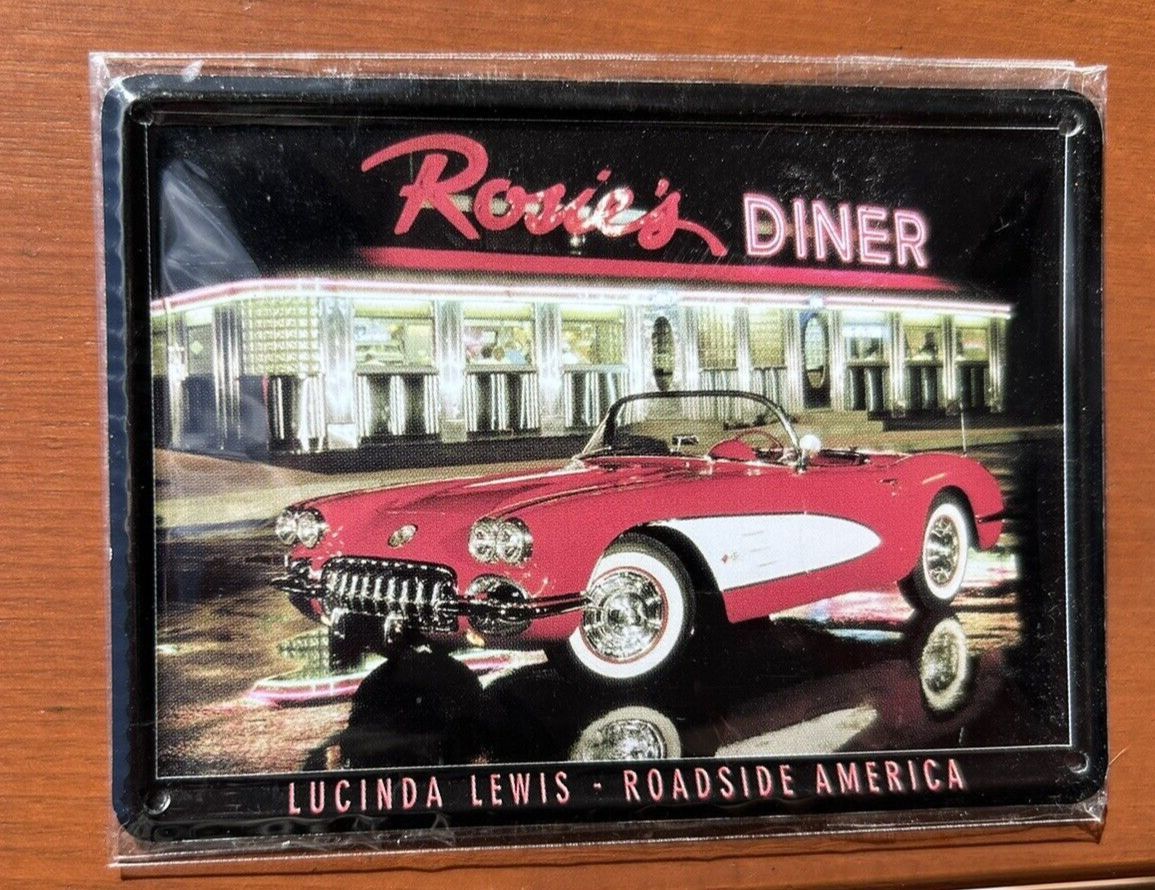 Rosie's DINER
LUCINDA LEWIS - ROADSIDE AMERICA